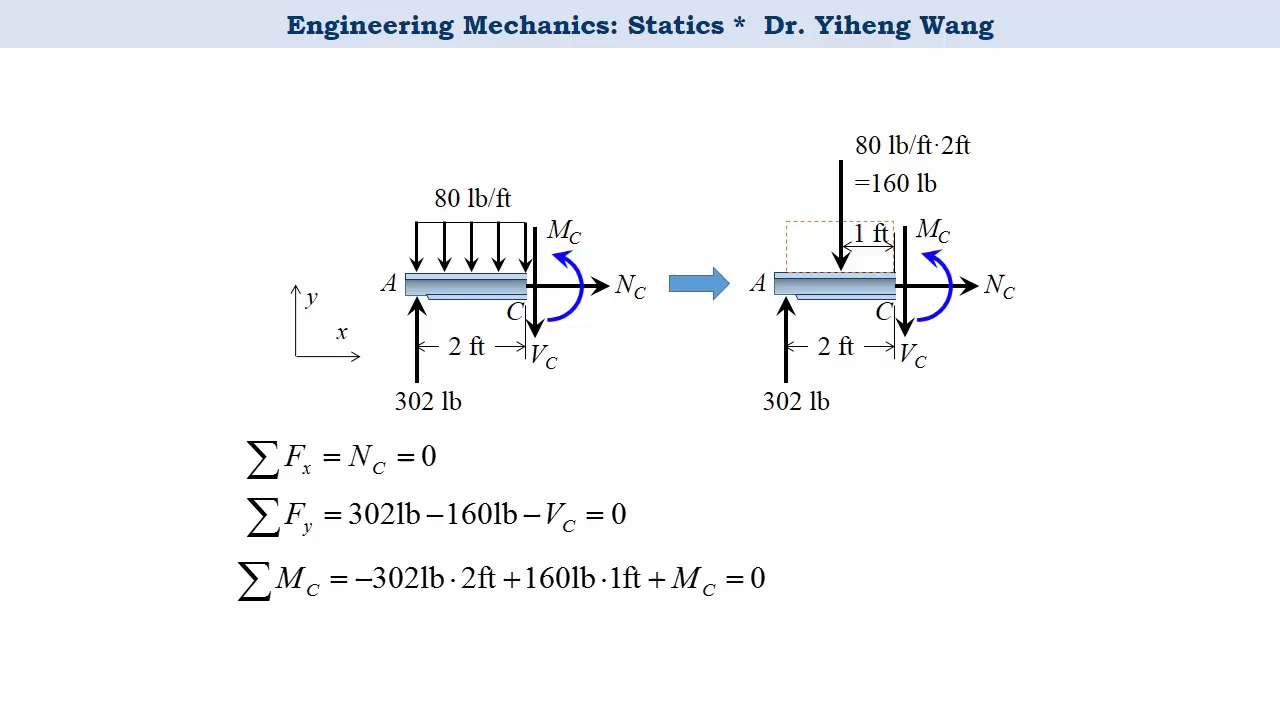 Engineering Mechanics: Statics * Dr. Yiheng Wang
80 lb/ft·2ft
=160 lb
80 lb/ft
M_C
1 ft
M_C
A
N_C
A
N_C
y
C
C
x
2 ft
V_C
2 ft
V_C
302 lb
302 lb
∑F_x = N_C = 0
∑F_y = 302lb − 160lb − V_C = 0
∑M_C = −302lb · 2ft + 160lb · 1ft + M_C = 0